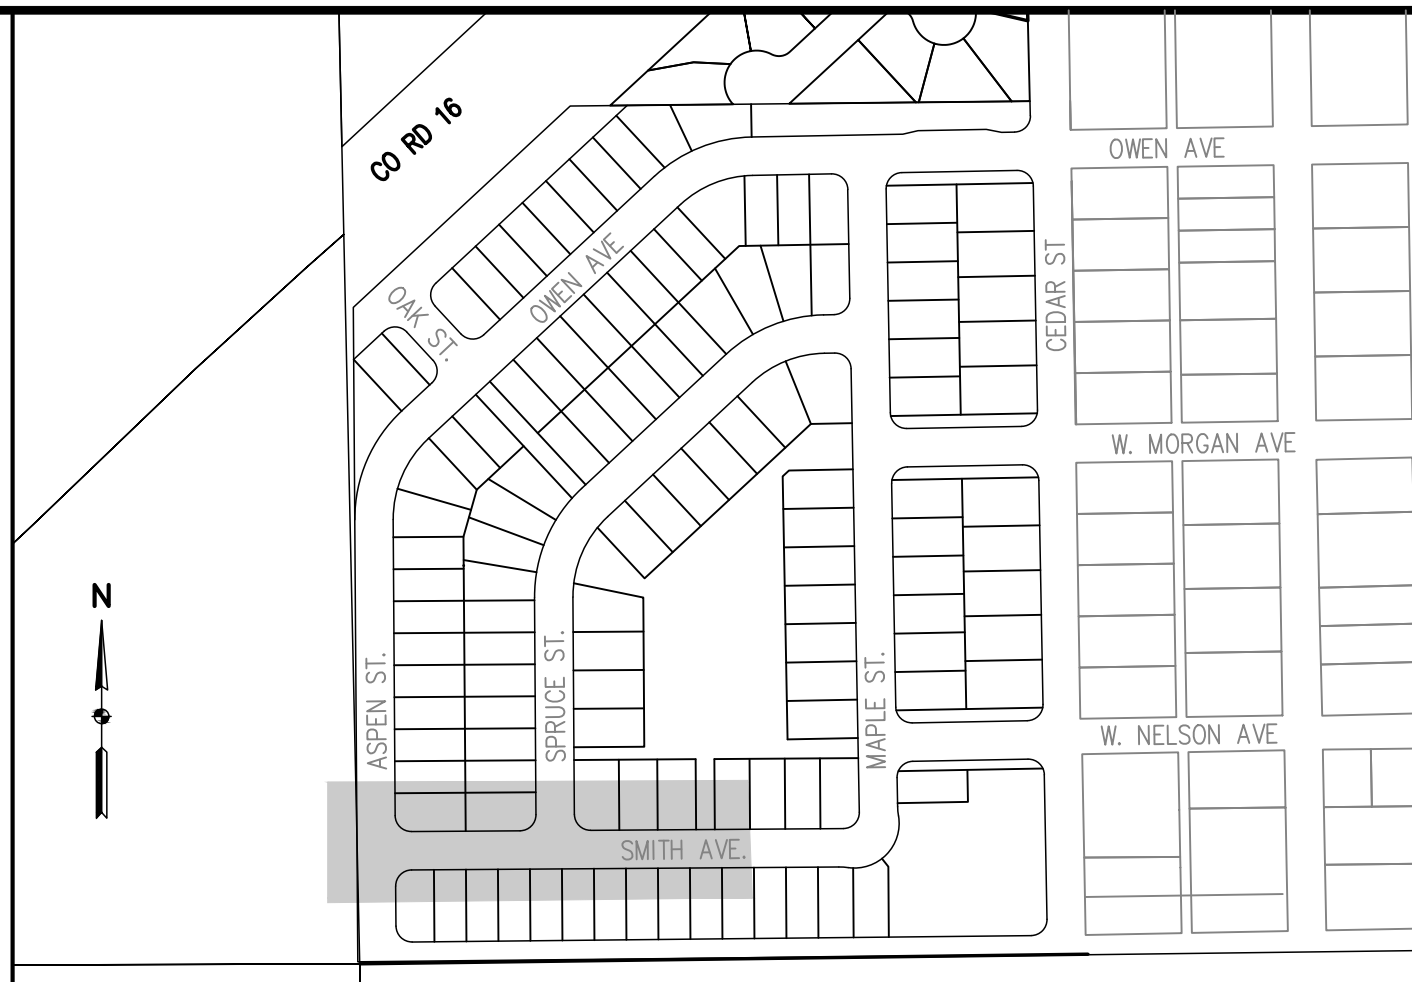 CO RD 16
OWEN AVE
OWEN AVE
OAK ST.
CEDAR ST
W. MORGAN AVE
N
ASPEN ST.
SPRUCE ST.
MAPLE ST.
W. NELSON AVE
SMITH AVE.